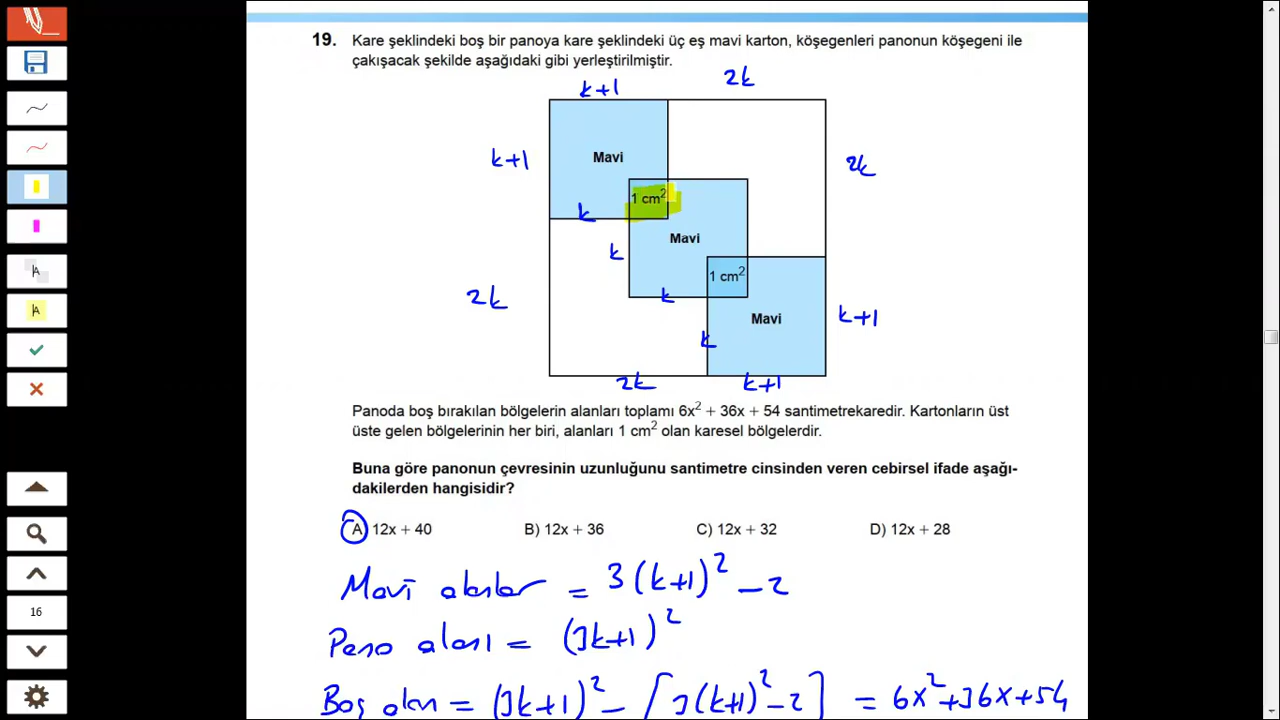 19. Kare şeklindeki boş bir panoya kare şeklindeki üç eş mavi karton, köşegenleri panonun köşegeni ile
çakışacak şekilde aşağıdaki gibi yerleştirilmiştir.
k+1
2k
k+1
Mavi
2k
1 cm²
k
k
Mavi
1 cm²
2k
k
Mavi
k+1
k
2k
k+1
Panoda boş bırakılan bölgelerin alanları toplamı 6x² + 36x + 54 santimetrekaredir. Kartonların üst
üste gelen bölgelerinin her biri, alanları 1 cm² olan karesel bölgelerdir.
Buna göre panonun çevresinin uzunluğunu santimetre cinsinden veren cebirsel ifade aşağı-
dakilerden hangisidir?
A) 12x + 40 B) 12x + 36 C) 12x + 32 D) 12x + 28
Mavi alanlar = 3(k+1)² - 2
Pano alanı = (3k+1)²
Boş alan = (3k+1)² - [3(k+1)² - 2] = 6x² + 36x + 54
A
A
16